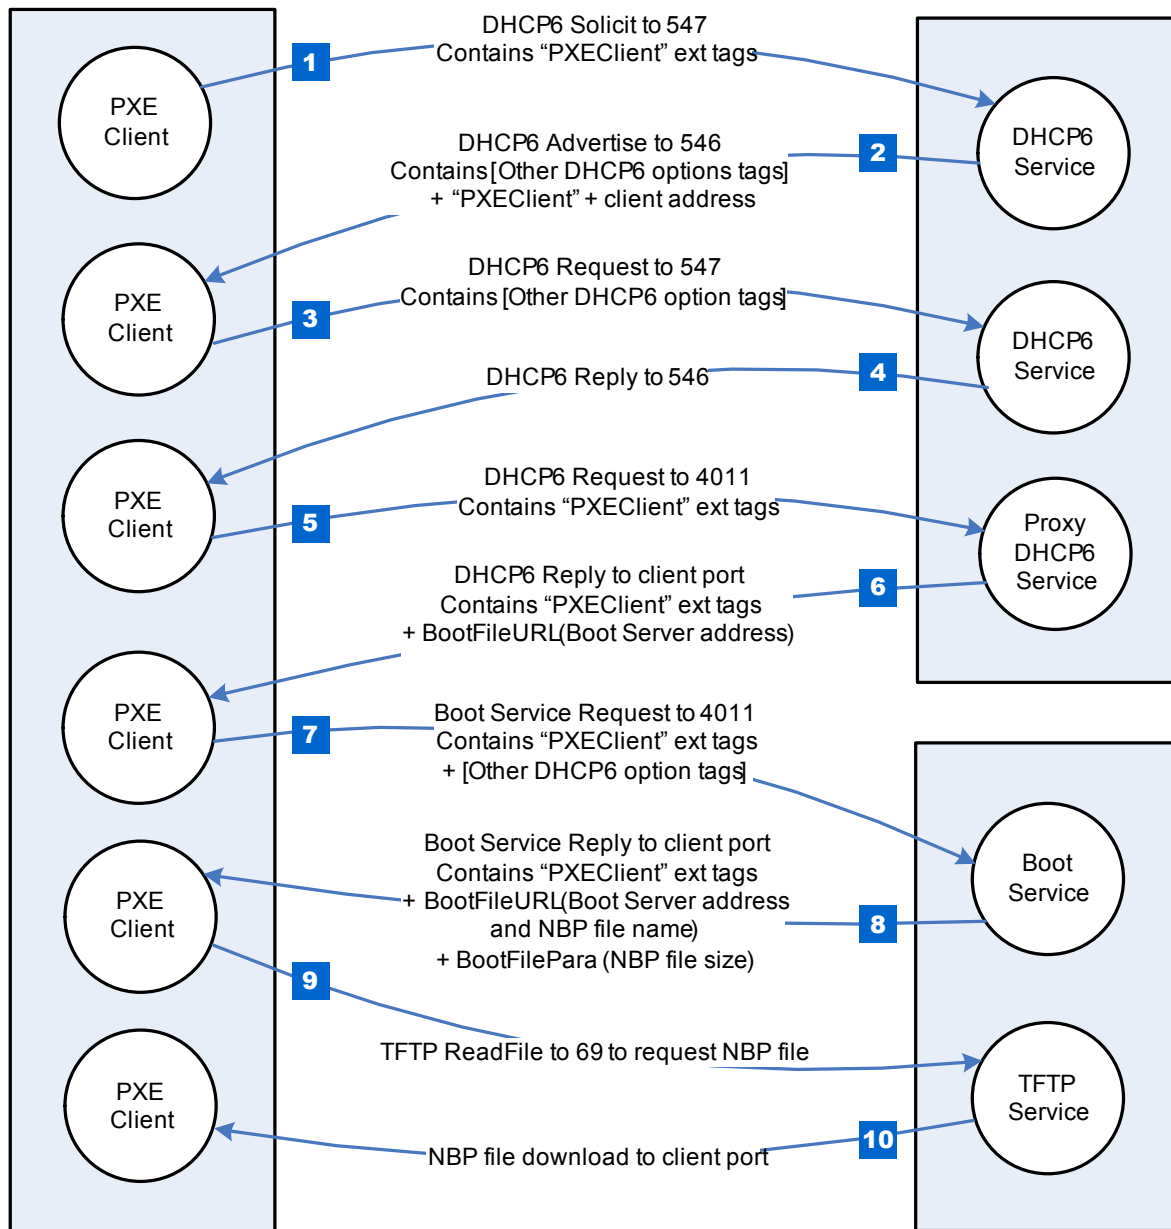 DHCP6 Solicit to 547
Contains “PXEClient” ext tags
1
PXE
Client
DHCP6
Service
2
DHCP6 Advertise to 546
Contains [Other DHCP6 options tags]
+ “PXEClient” + client address
PXE
Client
DHCP6 Request to 547
Contains [Other DHCP6 option tags]
3
DHCP6
Service
4
DHCP6 Reply to 546
PXE
Client
DHCP6 Request to 4011
Contains “PXEClient” ext tags
5
Proxy
DHCP6
Service
6
DHCP6 Reply to client port
Contains “PXEClient” ext tags
+ BootFileURL(Boot Server address)
PXE
Client
7
Boot Service Request to 4011
Contains “PXEClient” ext tags
+ [Other DHCP6 option tags]
Boot
Service
Boot Service Reply to client port
Contains “PXEClient” ext tags
+ BootFileURL(Boot Server address
and NBP file name)
+ BootFilePara (NBP file size)
8
PXE
Client
9
TFTP ReadFile to 69 to request NBP file
TFTP
Service
PXE
Client
10
NBP file download to client port